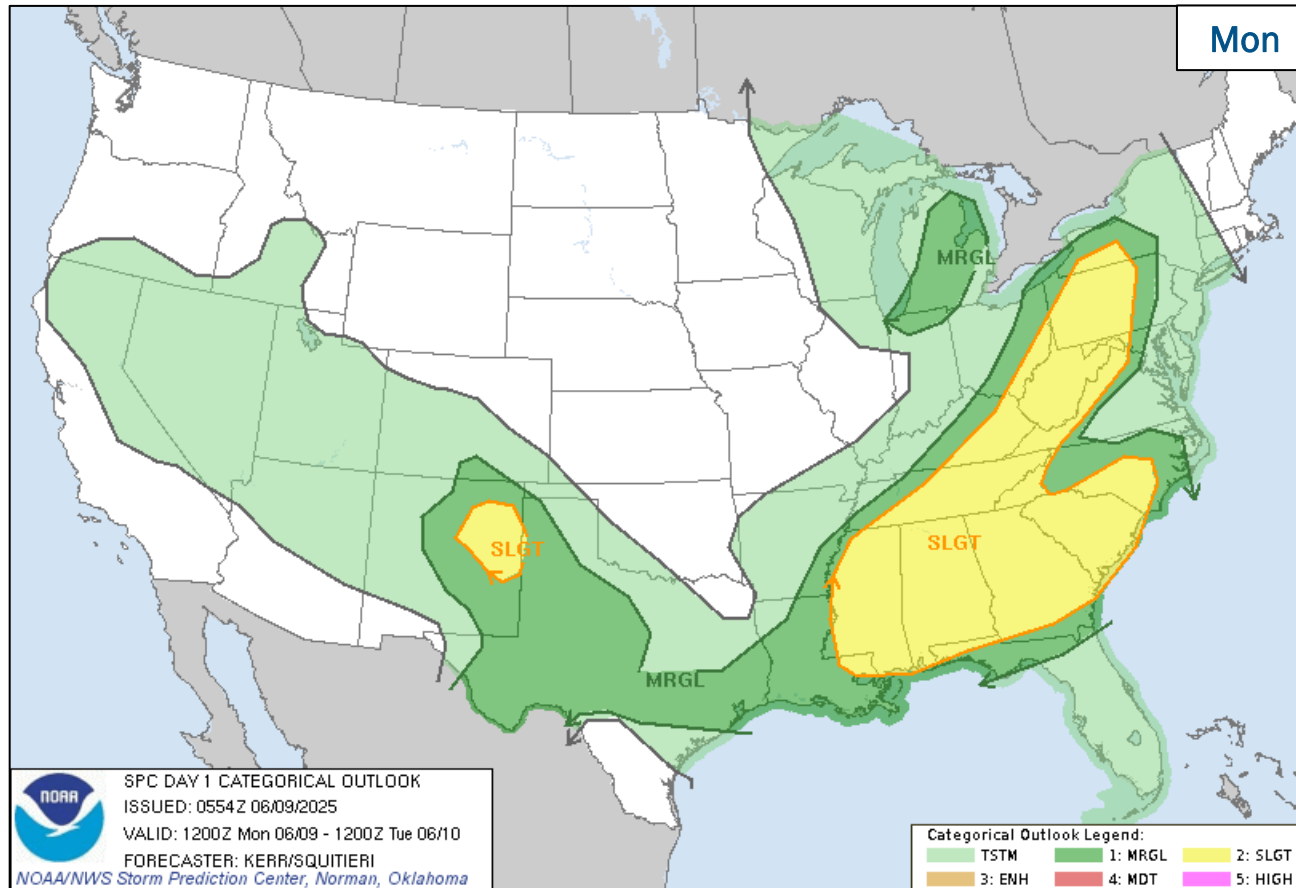 Mon
MRGL
SLGT
SLGT
MRGL
NOAA
SPC DAY 1 CATEGORICAL OUTLOOK
ISSUED: 0554Z 06/09/2025
VALID: 1200Z Mon 06/09 - 1200Z Tue 06/10
FORECASTER: KERR/SQUITIERI
NOAA/NWS Storm Prediction Center, Norman, Oklahoma
Categorical Outlook Legend:
TSTM 1: MRGL 2: SLGT
3: ENH 4: MDT 5: HIGH